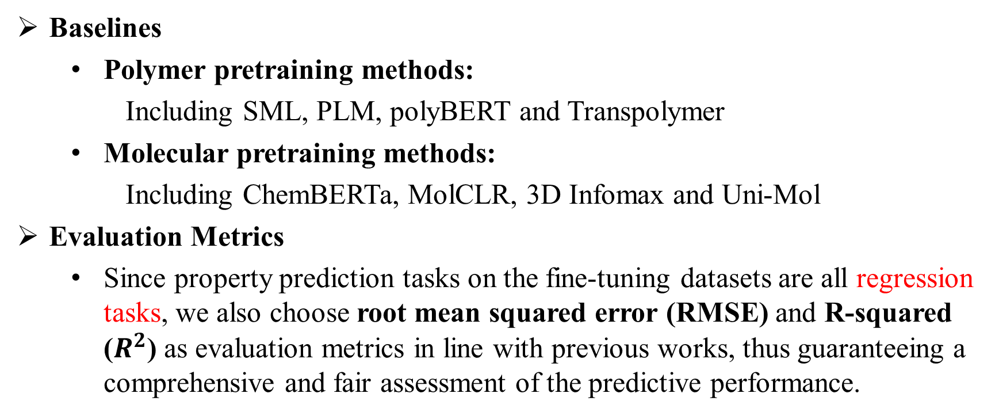 ➢ Baselines
• Polymer pretraining methods:
Including SML, PLM, polyBERT and Transpolymer
• Molecular pretraining methods:
Including ChemBERTa, MolCLR, 3D Infomax and Uni-Mol
➢ Evaluation Metrics
• Since property prediction tasks on the fine-tuning datasets are all regression
tasks, we also choose root mean squared error (RMSE) and R-squared
(R²) as evaluation metrics in line with previous works, thus guaranteeing a
comprehensive and fair assessment of the predictive performance.